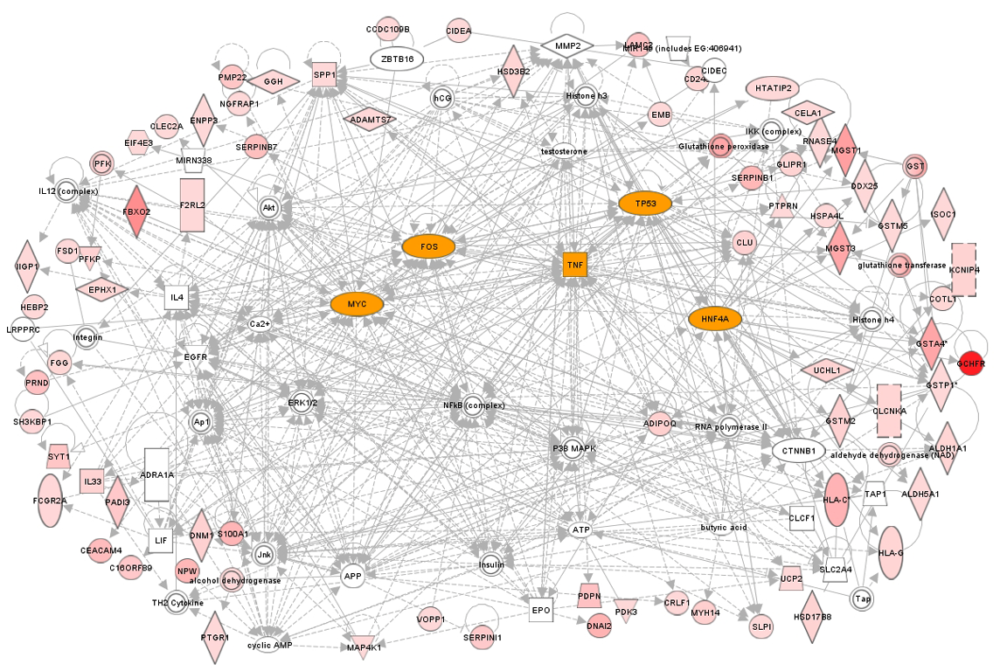 CCDC109B
CIDEA
MMP2
LAMC2
MIR148 (includes EG:406941)
ZBTB16
CIDEC
PMP22
GGH
SPP1
HSD3B2
CD24
HTATIP2
NGFRAP1
hCG
Histone h3
ENPP3
ADAMTS7
EMB
CELA1
CLEC2A
IKK (complex)
EIF4E3
SERPINB7
testosterone
Glutathione peroxidase
RNASE4
MGST1
MIRN338
PFK
GLIPR1
GST
SERPINB1
IL12 (complex)
DDX25
FBXO2
F2RL2
Akt
TP53
PTPRN
HSPA4L
GSTM5
ISOC1
FOS
CLU
MGST3
FSD1
PFKP
IIGP1
TNF
glutathione transferase
KCNIP4
EPHX1
IL4
MYC
COTL1
HEBP2
HNF4A
Histone h4
LRPPRC
Integrin
Ca2+
GSTA4*
EGFR
FGG
GCHFR
UCHL1
PRND
GSTP1*
ERK1/2
NFkB (complex)
CLCNKA
SH3KBP1
Ap1
ADIPOQ
RNA polymerase II
GSTM2
P38 MAPK
CTNNB1
SYT1
aldehyde dehydrogenase (NAD)
ALDH1A1
ADRA1A
IL33
FCGR2A
PADI3
HLA-C*
TAP1
ALDH5A1
CLCF1
ATP
butyric acid
LIF
DNM1
S100A1
CEACAM4
Jnk
HLA-G
C16ORF89
NPW
Insulin
SLC2A4
alcohol dehydrogenase
APP
UCP2
TH2 Cytokine
PDPN
Tap
CRLF1
EPO
PDK3
MYH14
VOPP1
DNAI2
SLPI
HSD17B8
PTGR1
SERPINI1
cyclic AMP
MAP4K1